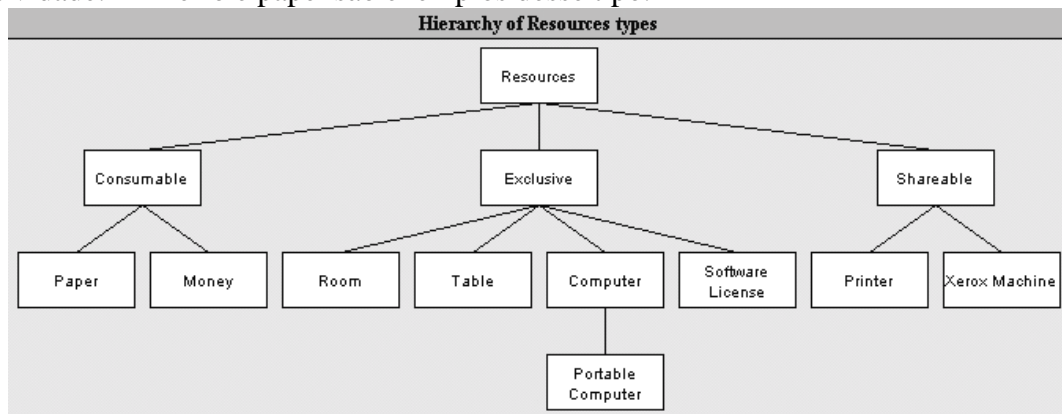 Hierarchy of Resources types
Resources
Consumable
Exclusive
Shareable
Paper
Money
Room
Table
Computer
Software
License
Printer
Xerox Machine
Portable
Computer